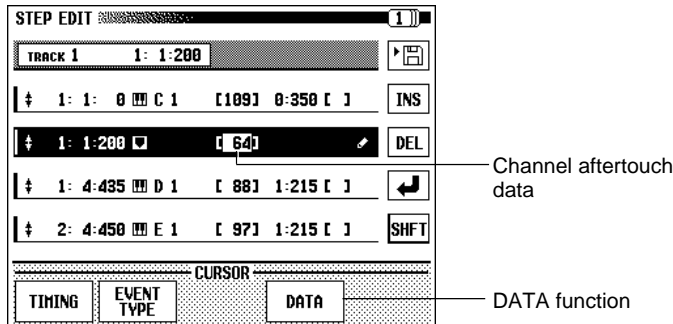 STEP EDIT 1
TRACK 1 1: 1:200
1: 1: 0 C 1 [109] 0:350 [ ] INS
1: 1:200 [ 64] DEL
Channel aftertouch
data
1: 4:435 D 1 [ 88] 1:215 [ ]
2: 4:450 E 1 [ 97] 1:215 [ ] SHFT
CURSOR
TIMING EVENT TYPE DATA
DATA function